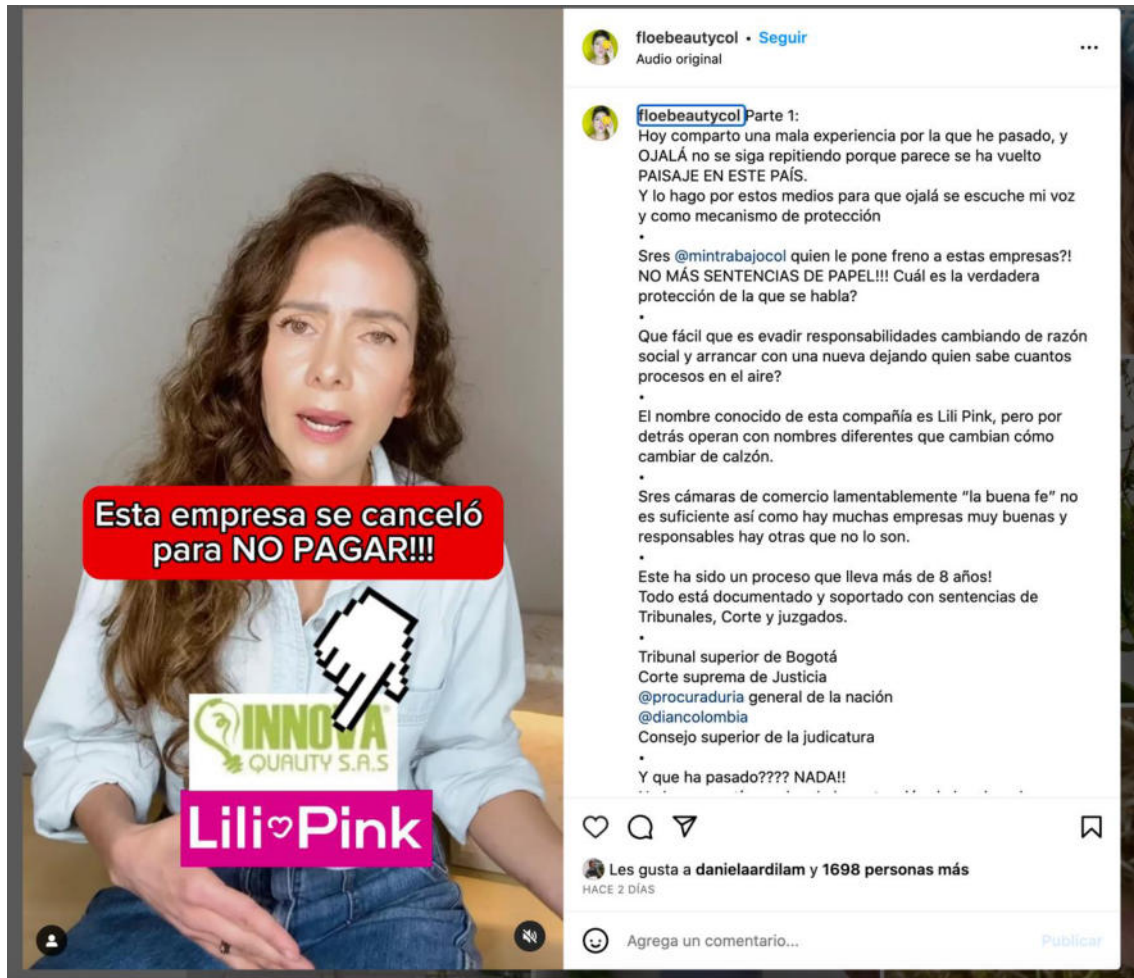 Esta empresa se canceló
para NO PAGAR!!!
INNOVA
QUALITY S.A.S
Lili Pink
floebeautycol • Seguir
Audio original
floebeautycol Parte 1:
Hoy comparto una mala experiencia por la que he pasado, y
OJALÁ no se siga repitiendo porque parece se ha vuelto
PAISAJE EN ESTE PAÍS.
Y lo hago por estos medios para que ojalá se escuche mi voz
y como mecanismo de protección
•
Sres @mintrabajocol quien le pone freno a estas empresas?!
NO MÁS SENTENCIAS DE PAPEL!!! Cuál es la verdadera
protección de la que se habla?
•
Que fácil que es evadir responsabilidades cambiando de razón
social y arrancar con una nueva dejando quien sabe cuantos
procesos en el aire?
•
El nombre conocido de esta compañía es Lili Pink, pero por
detrás operan con nombres diferentes que cambian cómo
cambiar de calzón.
•
Sres cámaras de comercio lamentablemente “la buena fe” no
es suficiente así como hay muchas empresas muy buenas y
responsables hay otras que no lo son.
•
Este ha sido un proceso que lleva más de 8 años!
Todo está documentado y soportado con sentencias de
Tribunales, Corte y juzgados.
•
Tribunal superior de Bogotá
Corte suprema de Justicia
@procuraduria general de la nación
@diancolombia
Consejo superior de la judicatura
•
Y que ha pasado???? NADA!!
Les gusta a danielaardilam y 1698 personas más
HACE 2 DÍAS
Agrega un comentario...
Publicar